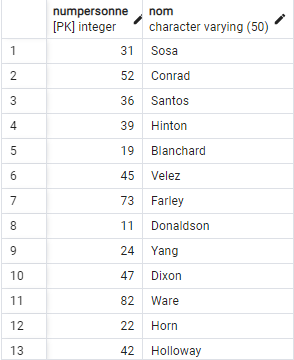 numpersonne nom
[PK] integer character varying (50)
1 31 Sosa
2 52 Conrad
3 36 Santos
4 39 Hinton
5 19 Blanchard
6 45 Velez
7 73 Farley
8 11 Donaldson
9 24 Yang
10 47 Dixon
11 82 Ware
12 22 Horn
13 42 Holloway